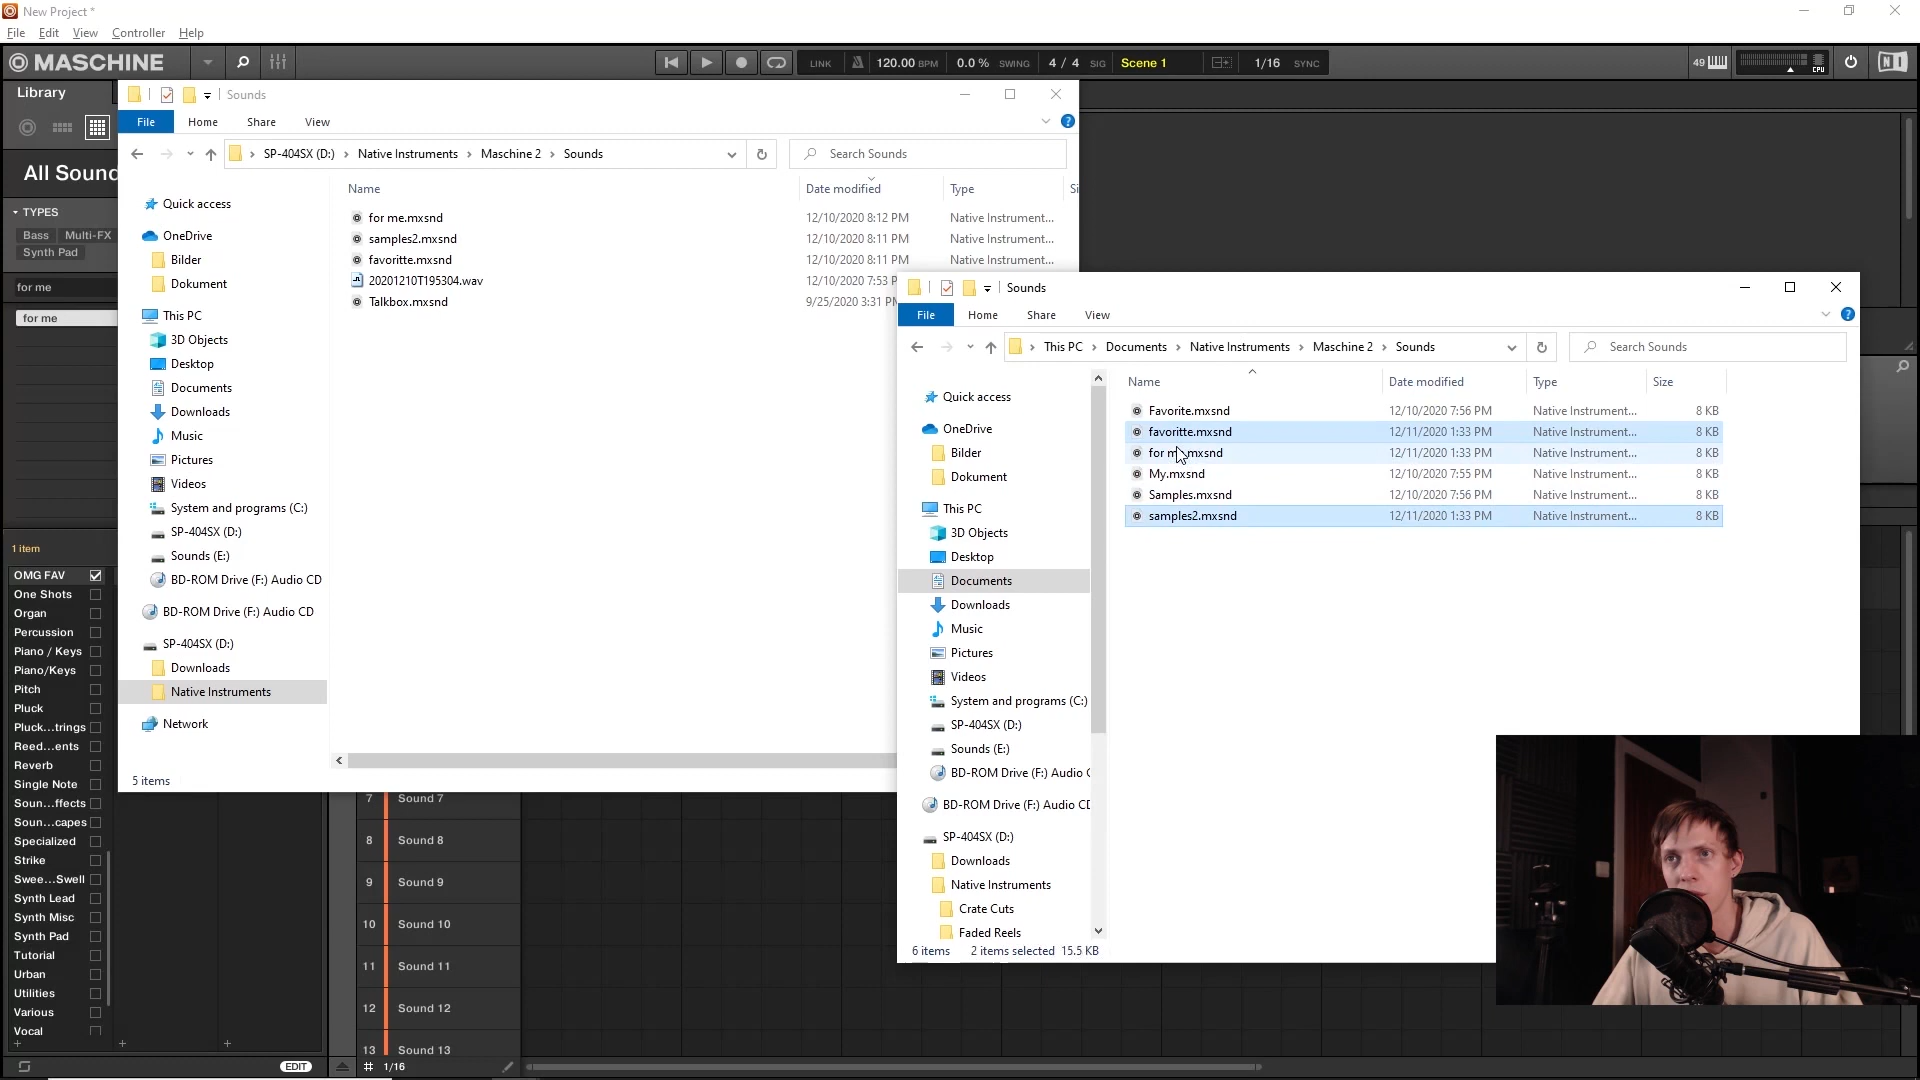 New Project *
File Edit View Controller Help
MASCHINE
LINK 120.00 BPM 0.0 % SWING 4 / 4 SIG Scene 1 1/16 SYNC
49 CPU
Library
All Sound
TYPES
Bass Multi-FX
Synth Pad
for me
for me
1 item
OMG FAV
One Shots
Organ
Percussion
Piano / Keys
Piano/Keys
Pitch
Pluck
Pluck...trings
Reed...ents
Reverb
Single Note
Soun...ffects
Soun...capes
Specialized
Strike
Swee...Swell
Synth Lead
Synth Misc
Synth Pad
Tutorial
Urban
Utilities
Various
Vocal
EDIT
Sounds
File Home Share View
SP-404SX (D:) Native Instruments Maschine 2 Sounds
Search Sounds
Name Date modified Type Si
for me.mxsnd 12/10/2020 8:12 PM Native Instrument...
samples2.mxsnd 12/10/2020 8:11 PM Native Instrument...
favoritte.mxsnd 12/10/2020 8:11 PM Native Instrument...
20201210T195304.wav 12/10/2020 7:53 P
Talkbox.mxsnd 9/25/2020 3:31 PM
Quick access
OneDrive
Bilder
Dokument
This PC
3D Objects
Desktop
Documents
Downloads
Music
Pictures
Videos
System and programs (C:)
SP-404SX (D:)
Sounds (E:)
BD-ROM Drive (F:) Audio CD
BD-ROM Drive (F:) Audio CD
SP-404SX (D:)
Downloads
Native Instruments
Network
5 items
Sounds
File Home Share View
This PC Documents Native Instruments Maschine 2 Sounds
Search Sounds
Name Date modified Type Size
Favorite.mxsnd 12/10/2020 7:56 PM Native Instrument... 8 KB
favoritte.mxsnd 12/11/2020 1:33 PM Native Instrument... 8 KB
for m mxsnd 12/11/2020 1:33 PM Native Instrument... 8 KB
My.mxsnd 12/10/2020 7:55 PM Native Instrument... 8 KB
Samples.mxsnd 12/10/2020 7:56 PM Native Instrument... 8 KB
samples2.mxsnd 12/11/2020 1:33 PM Native Instrument... 8 KB
Quick access
OneDrive
Bilder
Dokument
This PC
3D Objects
Desktop
Documents
Downloads
Music
Pictures
Videos
System and programs (C:)
SP-404SX (D:)
Sounds (E:)
BD-ROM Drive (F:) Audio C
BD-ROM Drive (F:) Audio CD
SP-404SX (D:)
Downloads
Native Instruments
Crate Cuts
Faded Reels
6 items 2 items selected 15.5 KB
7 Sound 7
8 Sound 8
9 Sound 9
10 Sound 10
11 Sound 11
12 Sound 12
13 Sound 13
1/16